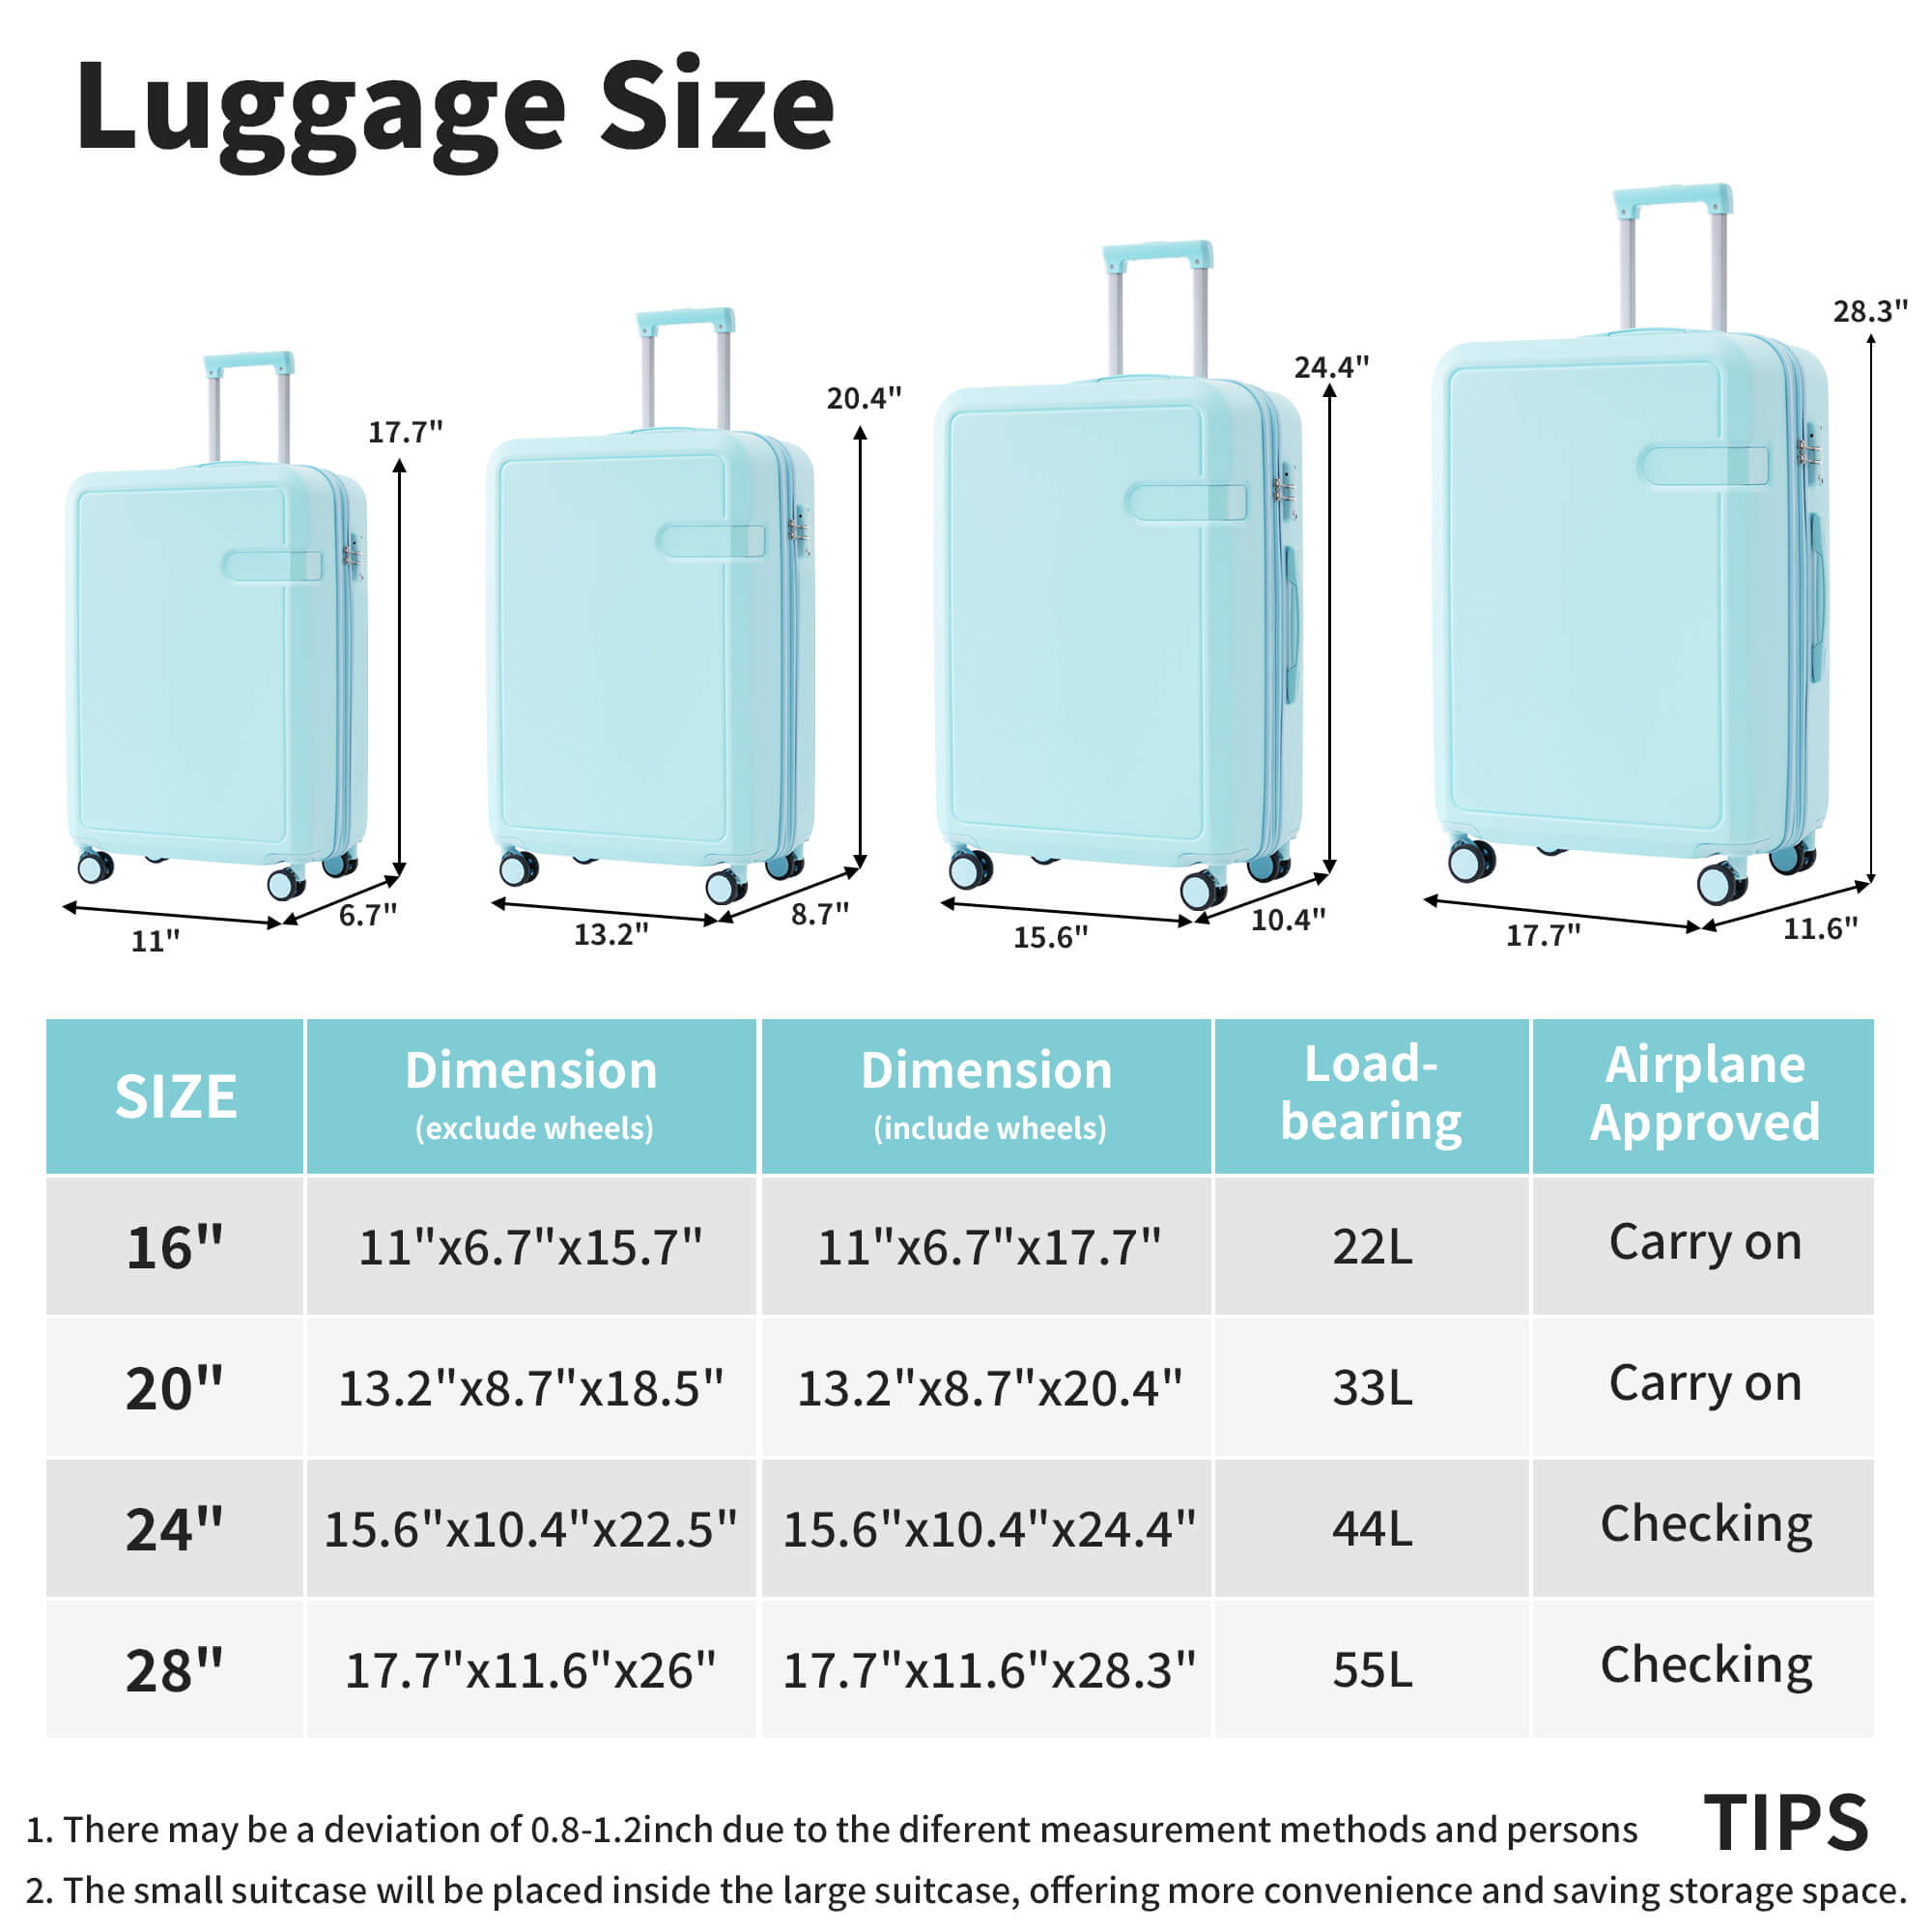 Luggage Size
17.7"
11"
6.7"
20.4"
13.2"
8.7"
24.4"
15.6"
10.4"
28.3"
17.7"
11.6"
SIZE
Dimension
(exclude wheels)
Dimension
(include wheels)
Load-
bearing
Airplane
Approved
16" 11"x6.7"x15.7" 11"x6.7"x17.7" 22L Carry on
20" 13.2"x8.7"x18.5" 13.2"x8.7"x20.4" 33L Carry on
24" 15.6"x10.4"x22.5" 15.6"x10.4"x24.4" 44L Checking
28" 17.7"x11.6"x26" 17.7"x11.6"x28.3" 55L Checking
TIPS
1. There may be a deviation of 0.8-1.2inch due to the diferent measurement methods and persons
2. The small suitcase will be placed inside the large suitcase, offering more convenience and saving storage space.